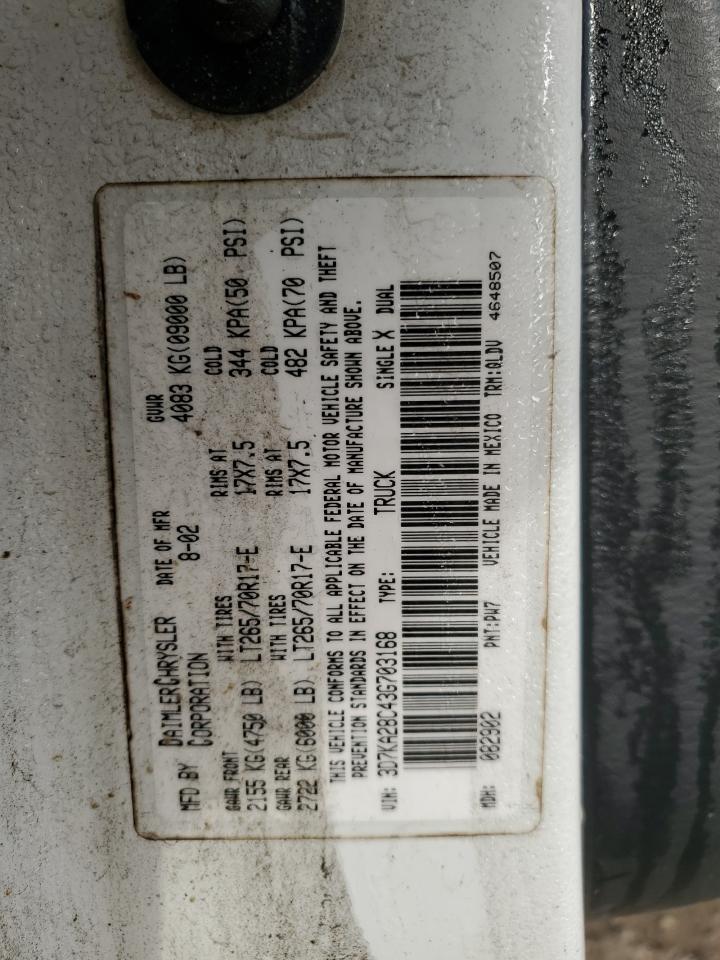 MFD BY DAIMLERCHRYSLER CORPORATION DATE OF MFR 8-02 GVWR 4083 KG(09000 LB)
GAWR FRONT WITH TIRES RIMS AT COLD
2155 KG(4750 LB) LT265/70R17-E 17X7.5 344 KPA(50 PSI)
GAWR REAR WITH TIRES RIMS AT COLD
2722 KG(6000 LB) LT265/70R17-E 17X7.5 482 KPA(70 PSI)
THIS VEHICLE CONFORMS TO ALL APPLICABLE FEDERAL MOTOR VEHICLE SAFETY AND THEFT
PREVENTION STANDARDS IN EFFECT ON THE DATE OF MANUFACTURE SHOWN ABOVE.
VIN: 3D7KA28C43G703168 TYPE: TRUCK SINGLE X DUAL
MDH: 082902 PNT:PW7 VEHICLE MADE IN MEXICO TRM:QLDV 4648507